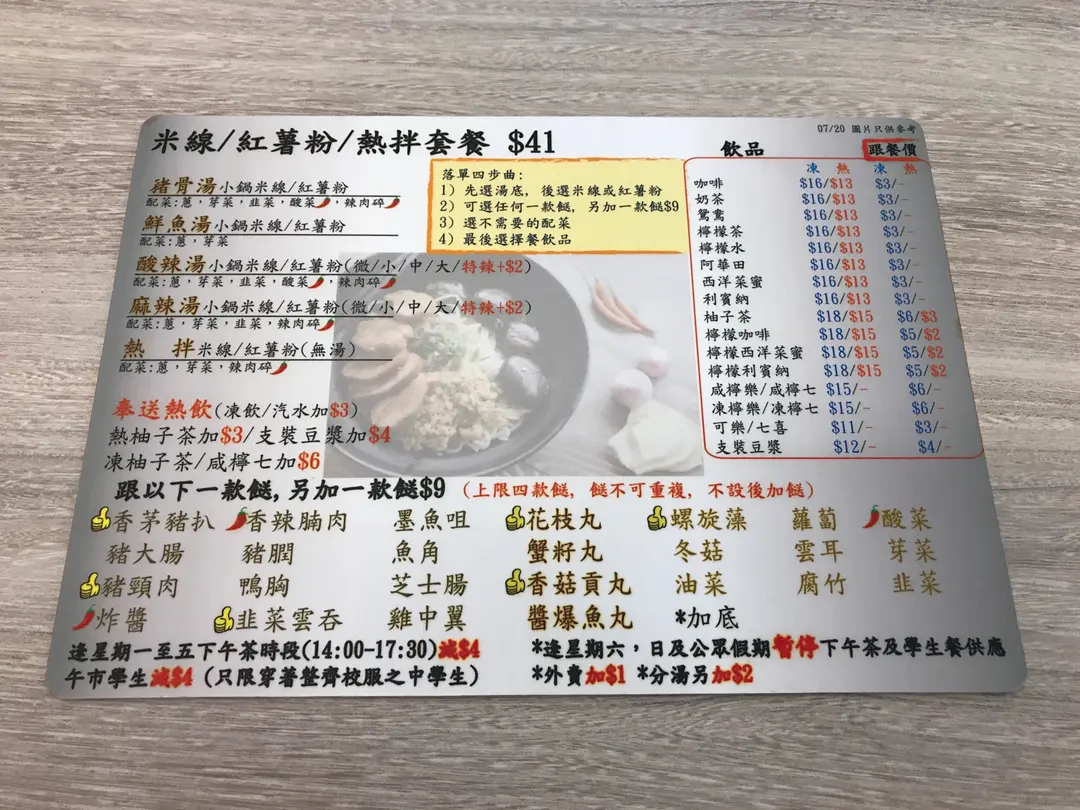 米線/紅薯粉/熱拌套餐 $41
07/20 圖片只供參考
豬骨湯小鍋米線/紅薯粉
配菜:蔥，芽菜，韭菜，酸菜，辣肉碎
鮮魚湯小鍋米線/紅薯粉
配菜:蔥，芽菜
酸辣湯小鍋米線/紅薯粉(微/小/中/大/特辣+$2)
配菜:蔥，芽菜，韭菜，酸菜，辣肉碎
麻辣湯小鍋米線/紅薯粉(微/小/中/大/特辣+$2)
配菜:蔥，芽菜，韭菜，辣肉碎
熱 拌米線/紅薯粉(無湯)
配菜:蔥，芽菜，韭菜，辣肉碎
奉送熱飲(凍飲/汽水加$3)
熱柚子茶加$3/支裝豆漿加$4
凍柚子茶/咸檸七加$6
落單四步曲:
1) 先選湯底, 後選米線或紅薯粉
2) 可選任何一款餸, 另加一款餸$9
3) 選不需要的配菜
4) 最後選擇餐飲品
飲品 跟餐價
凍 熱 凍 熱
咖啡 $16/$13 $3/-
奶茶 $16/$13 $3/-
鴛鴦 $16/$13 $3/-
檸檬茶 $16/$13 $3/-
檸檬水 $16/$13 $3/-
阿華田 $16/$13 $3/-
西洋菜蜜 $16/$13 $3/-
利賓納 $16/$13 $3/-
柚子茶 $18/$15 $6/$3
檸檬咖啡 $18/$15 $5/$2
檸檬西洋菜蜜 $18/$15 $5/$2
檸檬利賓納 $18/$15 $5/$2
咸檸樂/咸檸七 $15/- $6/-
凍檸樂/凍檸七 $15/- $6/-
可樂/七喜 $11/- $3/-
支裝豆漿 $12/- $4/-
跟以下一款餸,另加一款餸$9 (上限四款餸, 餸不可重複, 不設後加餸)
香茅豬扒 香辣腩肉 墨魚咀 花枝丸 螺旋藻 蘿蔔 酸菜
豬大腸 豬膶 魚角 蟹籽丸 冬菇 雲耳 芽菜
豬頸肉 鴨胸 芝士腸 香菇貢丸 油菜 腐竹 韭菜
炸醬 韭菜雲吞 雞中翼 醬爆魚丸 *加底
逢星期一至五下午茶時段(14:00-17:30)減$4
午市學生減$4 (只限穿著整齊校服之中學生)
*逢星期六，日及公眾假期暫停下午茶及學生餐供應
*外賣加$1 *分湯另加$2